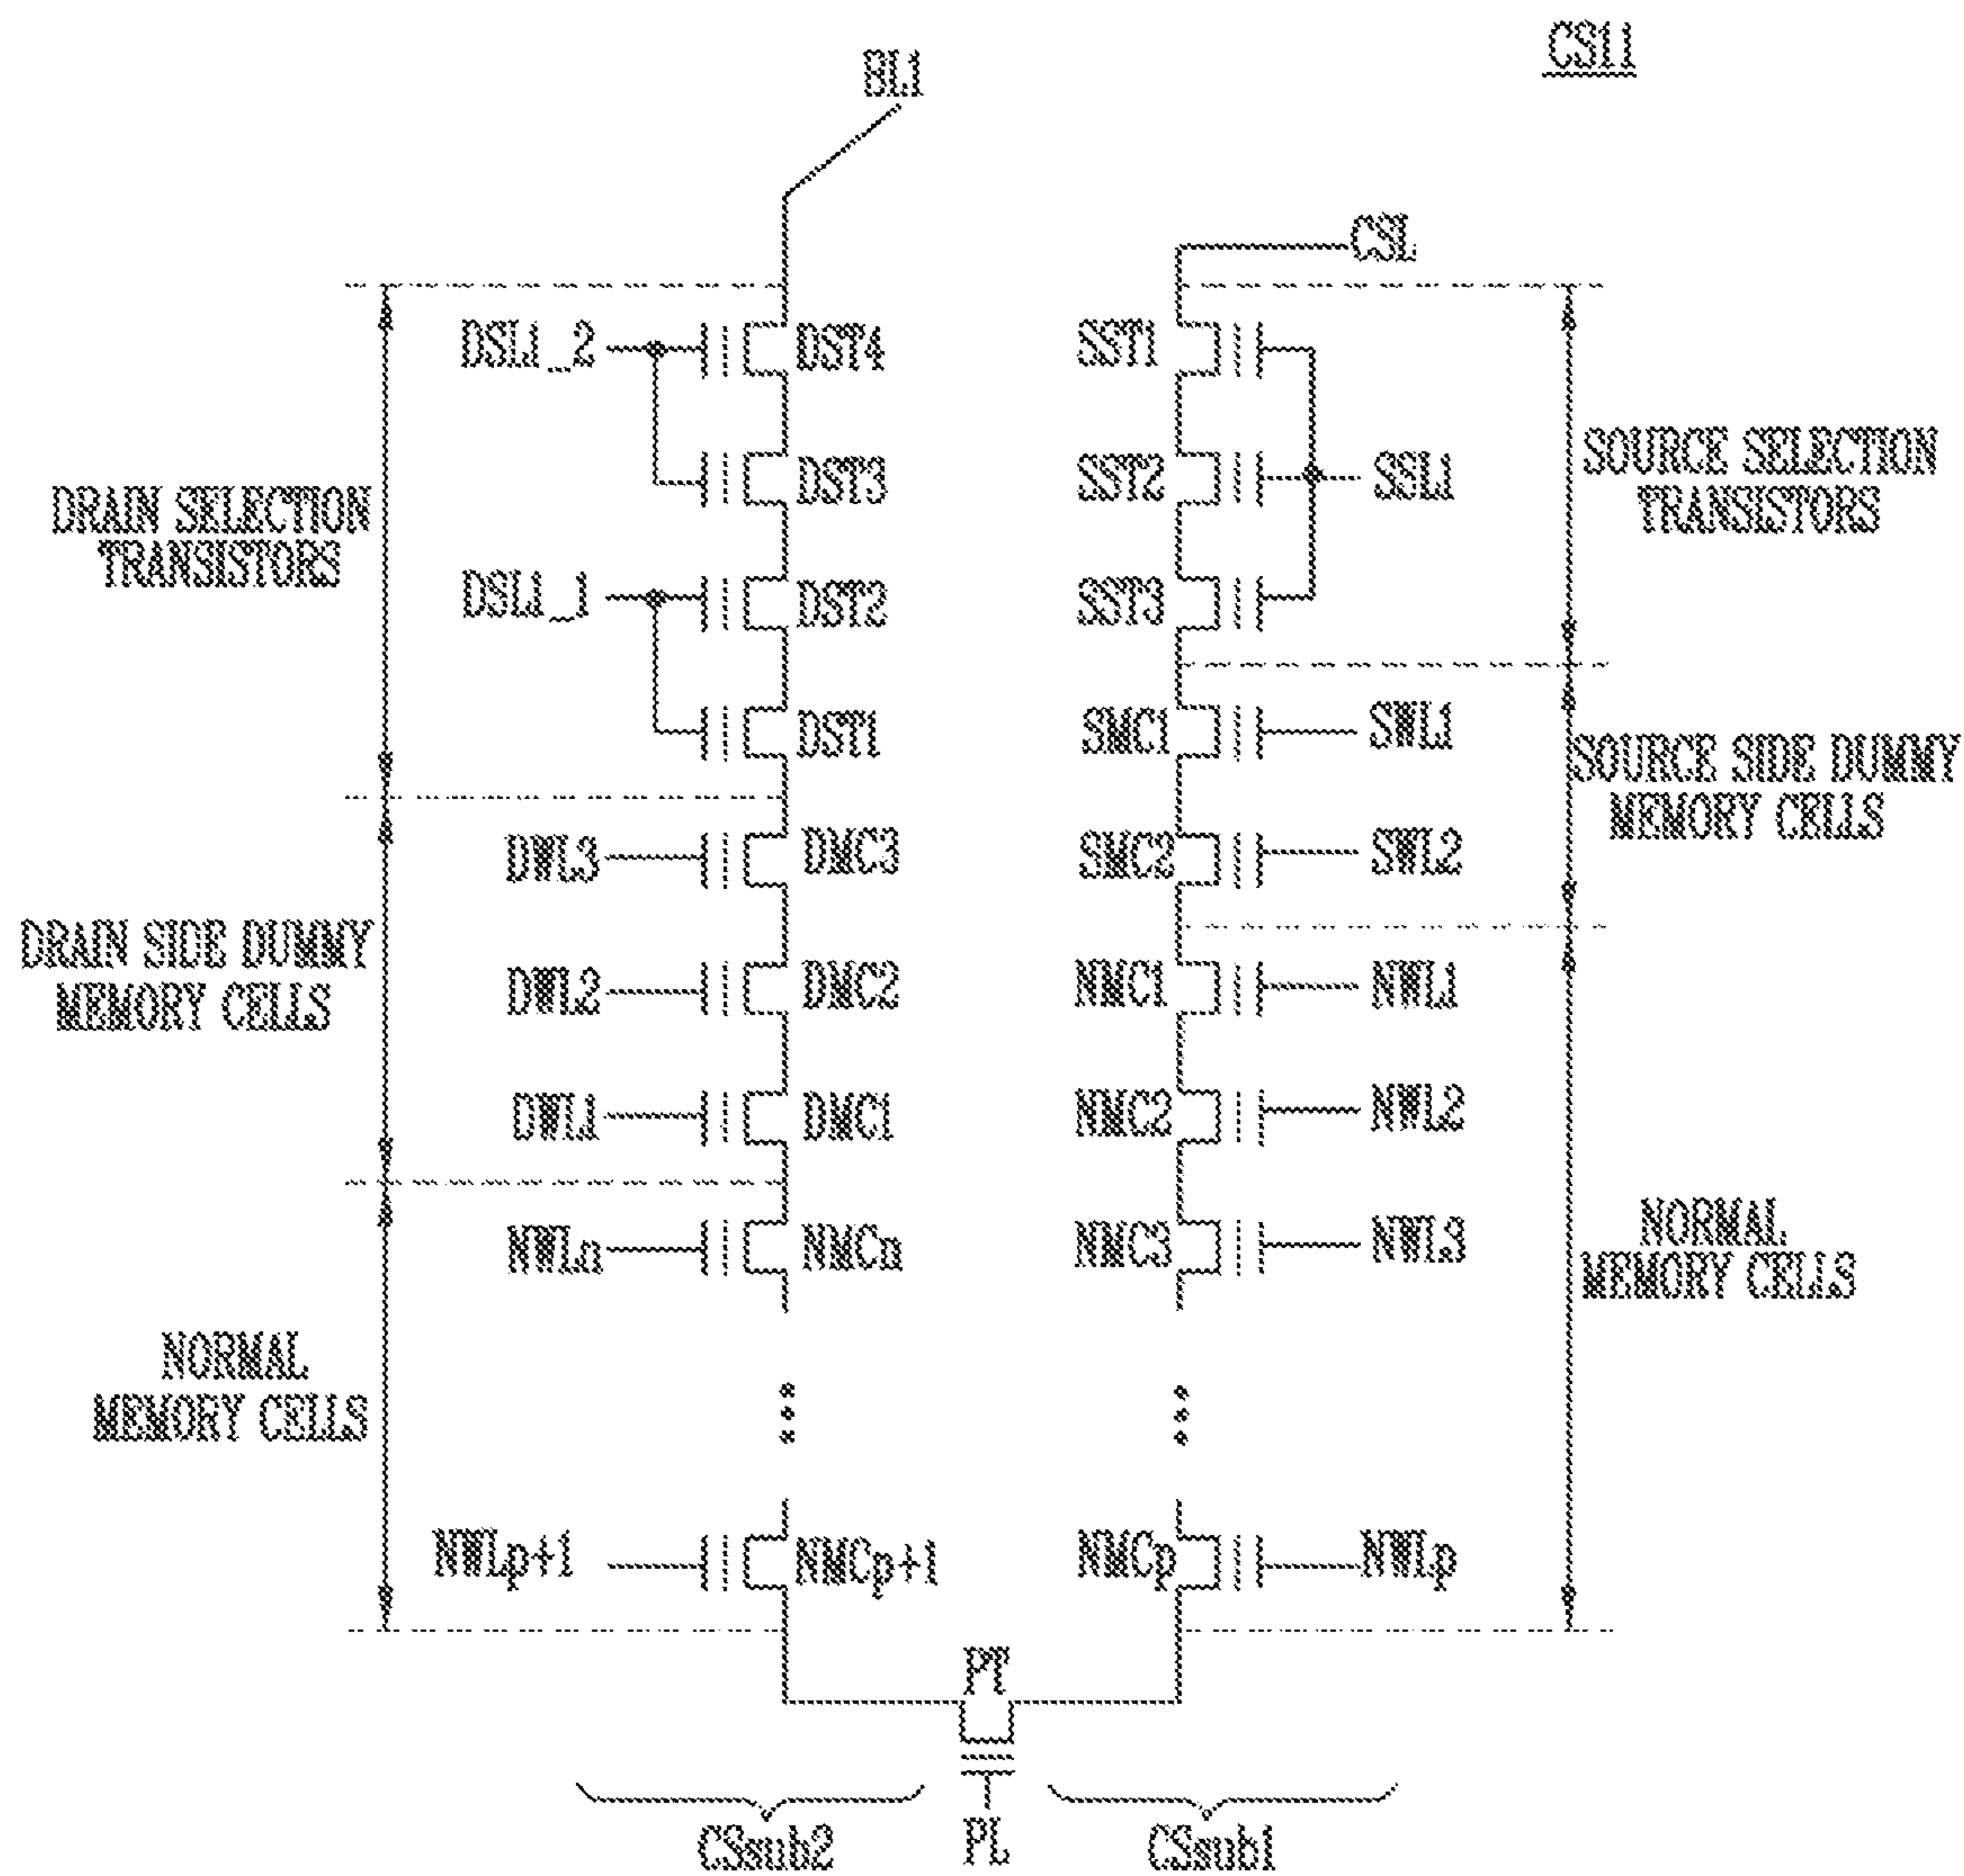 CS11
BL1
CSL
DSL1_2
DST4
SST1
DST3
SST2
SSL1
SOURCE SELECTION
TRANSISTORS
DRAIN SELECTION
TRANSISTORS
DSL1_1
DST2
SST3
DST1
SMC1
SWL1
SOURCE SIDE DUMMY
MEMORY CELLS
DWL3
DMC3
SMC2
SWL2
DRAIN SIDE DUMMY
MEMORY CELLS
DWL2
DMC2
NMC1
NWL1
DWL1
DMC1
NMC2
NWL2
NWLn
NMCn
NMC3
NWL3
NORMAL
MEMORY CELLS
NORMAL
MEMORY CELLS
NWLp+1
NMCp+1
NMCp
NWLp
PT
CSsub2
PL
CSsub1